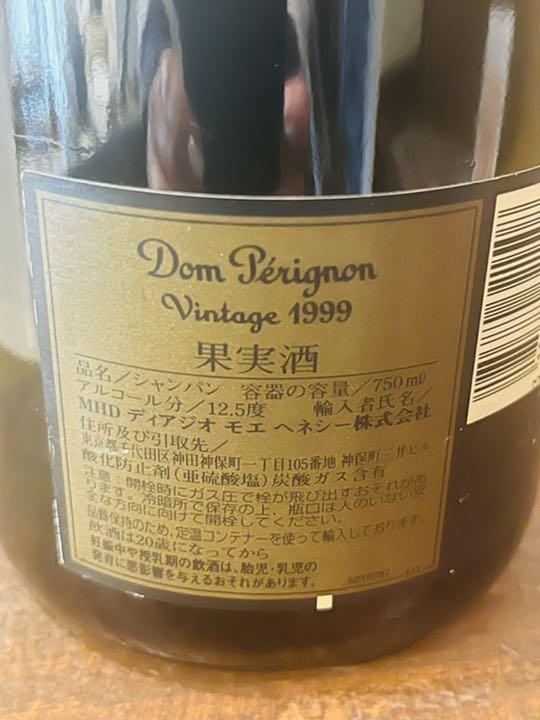 Dom Pérignon
Vintage 1999
果実酒
品名／シャンパン 容器の容量／750mℓ
アルコール分／12.5度 輸入者氏名／
MHD ディアジオ モエ ヘネシー株式会社
住所及び引取先／
東京都千代田区神田神保町一丁目105番地 神保町三井ビル
酸化防止剤(亜硫酸塩)炭酸ガス含有
注意：開栓時にガス圧で栓が飛び出すおそれがあ
ります。冷暗所で保存の上、瓶口は人のいない安
全な方向に向けて開栓してください。
品質保持のため、定温コンテナーを使って輸入しております。
飲酒は20歳になってから
妊娠中や授乳期の飲酒は、胎児・乳児の
発育に悪影響を与えるおそれがあります。
1/1